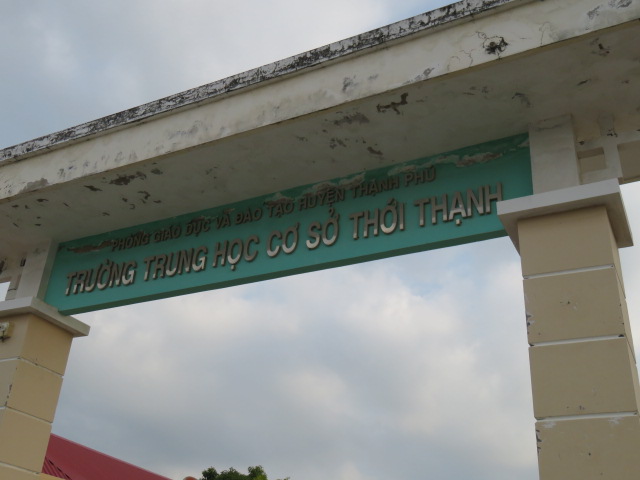 PHÒNG GIÁO DỤC VÀ ĐÀO TẠO HUYỆN THẠNH PHÚ
TRƯỜNG TRUNG HỌC CƠ SỞ THỚI THẠNH